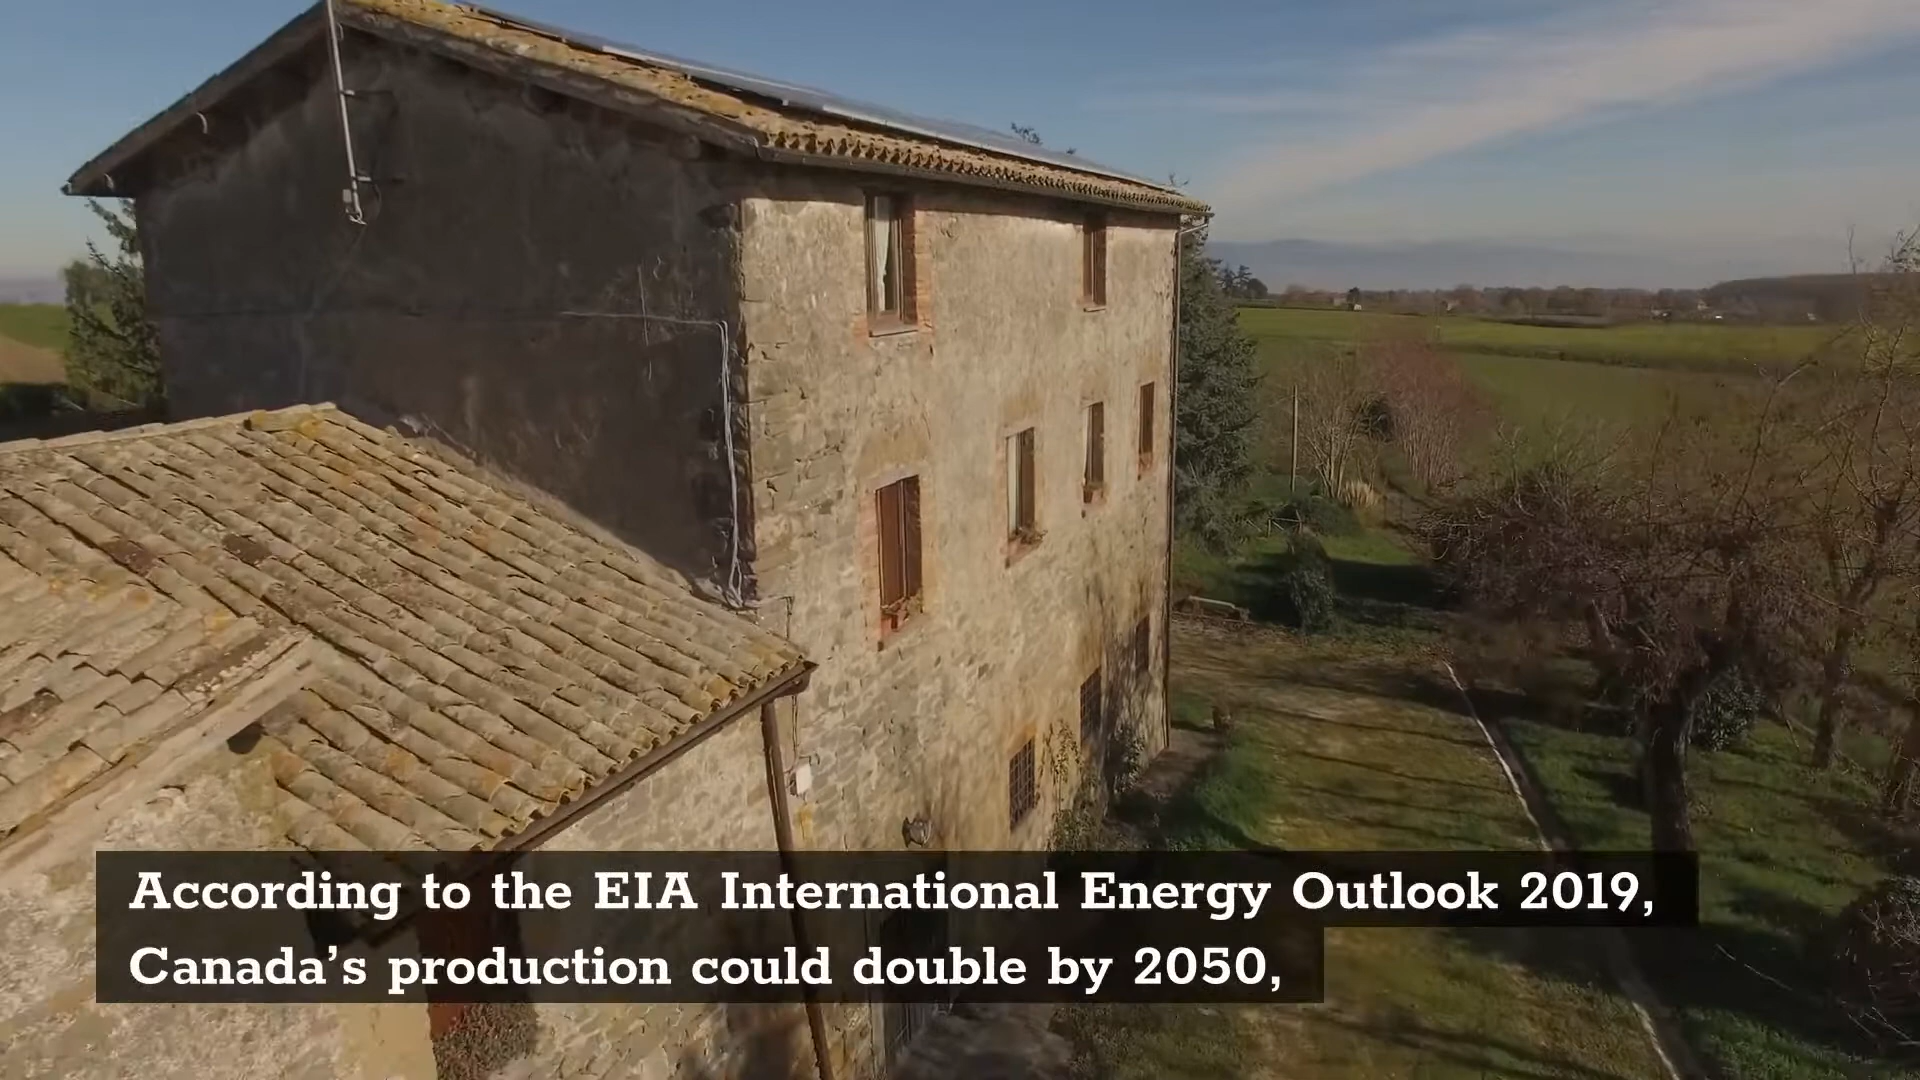 According to the EIA International Energy Outlook 2019,
Canada’s production could double by 2050,